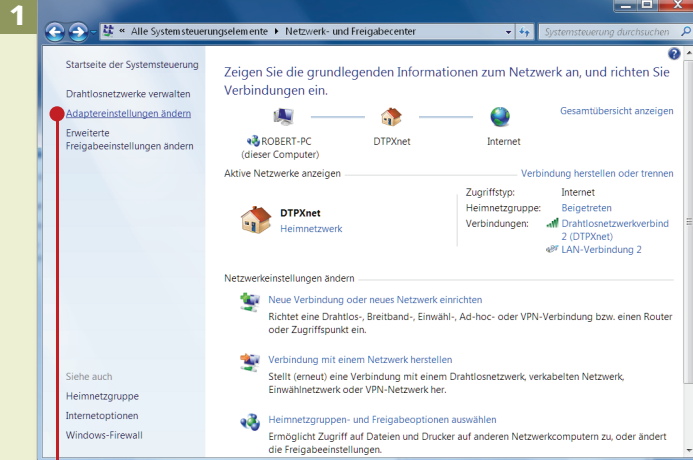 1
« Alle Systemsteuerungselemente ▸ Netzwerk- und Freigabecenter
Systemsteuerung durchsuchen
Startseite der Systemsteuerung
Drahtlosnetzwerke verwalten
Adaptereinstellungen ändern
Erweiterte
Freigabeeinstellungen ändern
Siehe auch
Heimnetzgruppe
Internetoptionen
Windows-Firewall
Zeigen Sie die grundlegenden Informationen zum Netzwerk an, und richten Sie
Verbindungen ein.
Gesamtübersicht anzeigen
ROBERT-PC
(dieser Computer)
DTPXnet
Internet
Aktive Netzwerke anzeigen
Verbindung herstellen oder trennen
DTPXnet
Heimnetzwerk
Zugriffstyp: Internet
Heimnetzgruppe: Beigetreten
Verbindungen: Drahtlosnetzwerkverbind
2 (DTPXnet)
LAN-Verbindung 2
Netzwerkeinstellungen ändern
Neue Verbindung oder neues Netzwerk einrichten
Richtet eine Drahtlos-, Breitband-, Einwähl-, Ad-hoc- oder VPN-Verbindung bzw. einen Router
oder Zugriffspunkt ein.
Verbindung mit einem Netzwerk herstellen
Stellt (erneut) eine Verbindung mit einem Drahtlosnetzwerk, verkabelten Netzwerk,
Einwählnetzwerk oder VPN-Netzwerk her.
Heimnetzgruppen- und Freigabeoptionen auswählen
Ermöglicht Zugriff auf Dateien und Drucker auf anderen Netzwerkcomputern zu, oder ändert
die Freigabeeinstellungen.